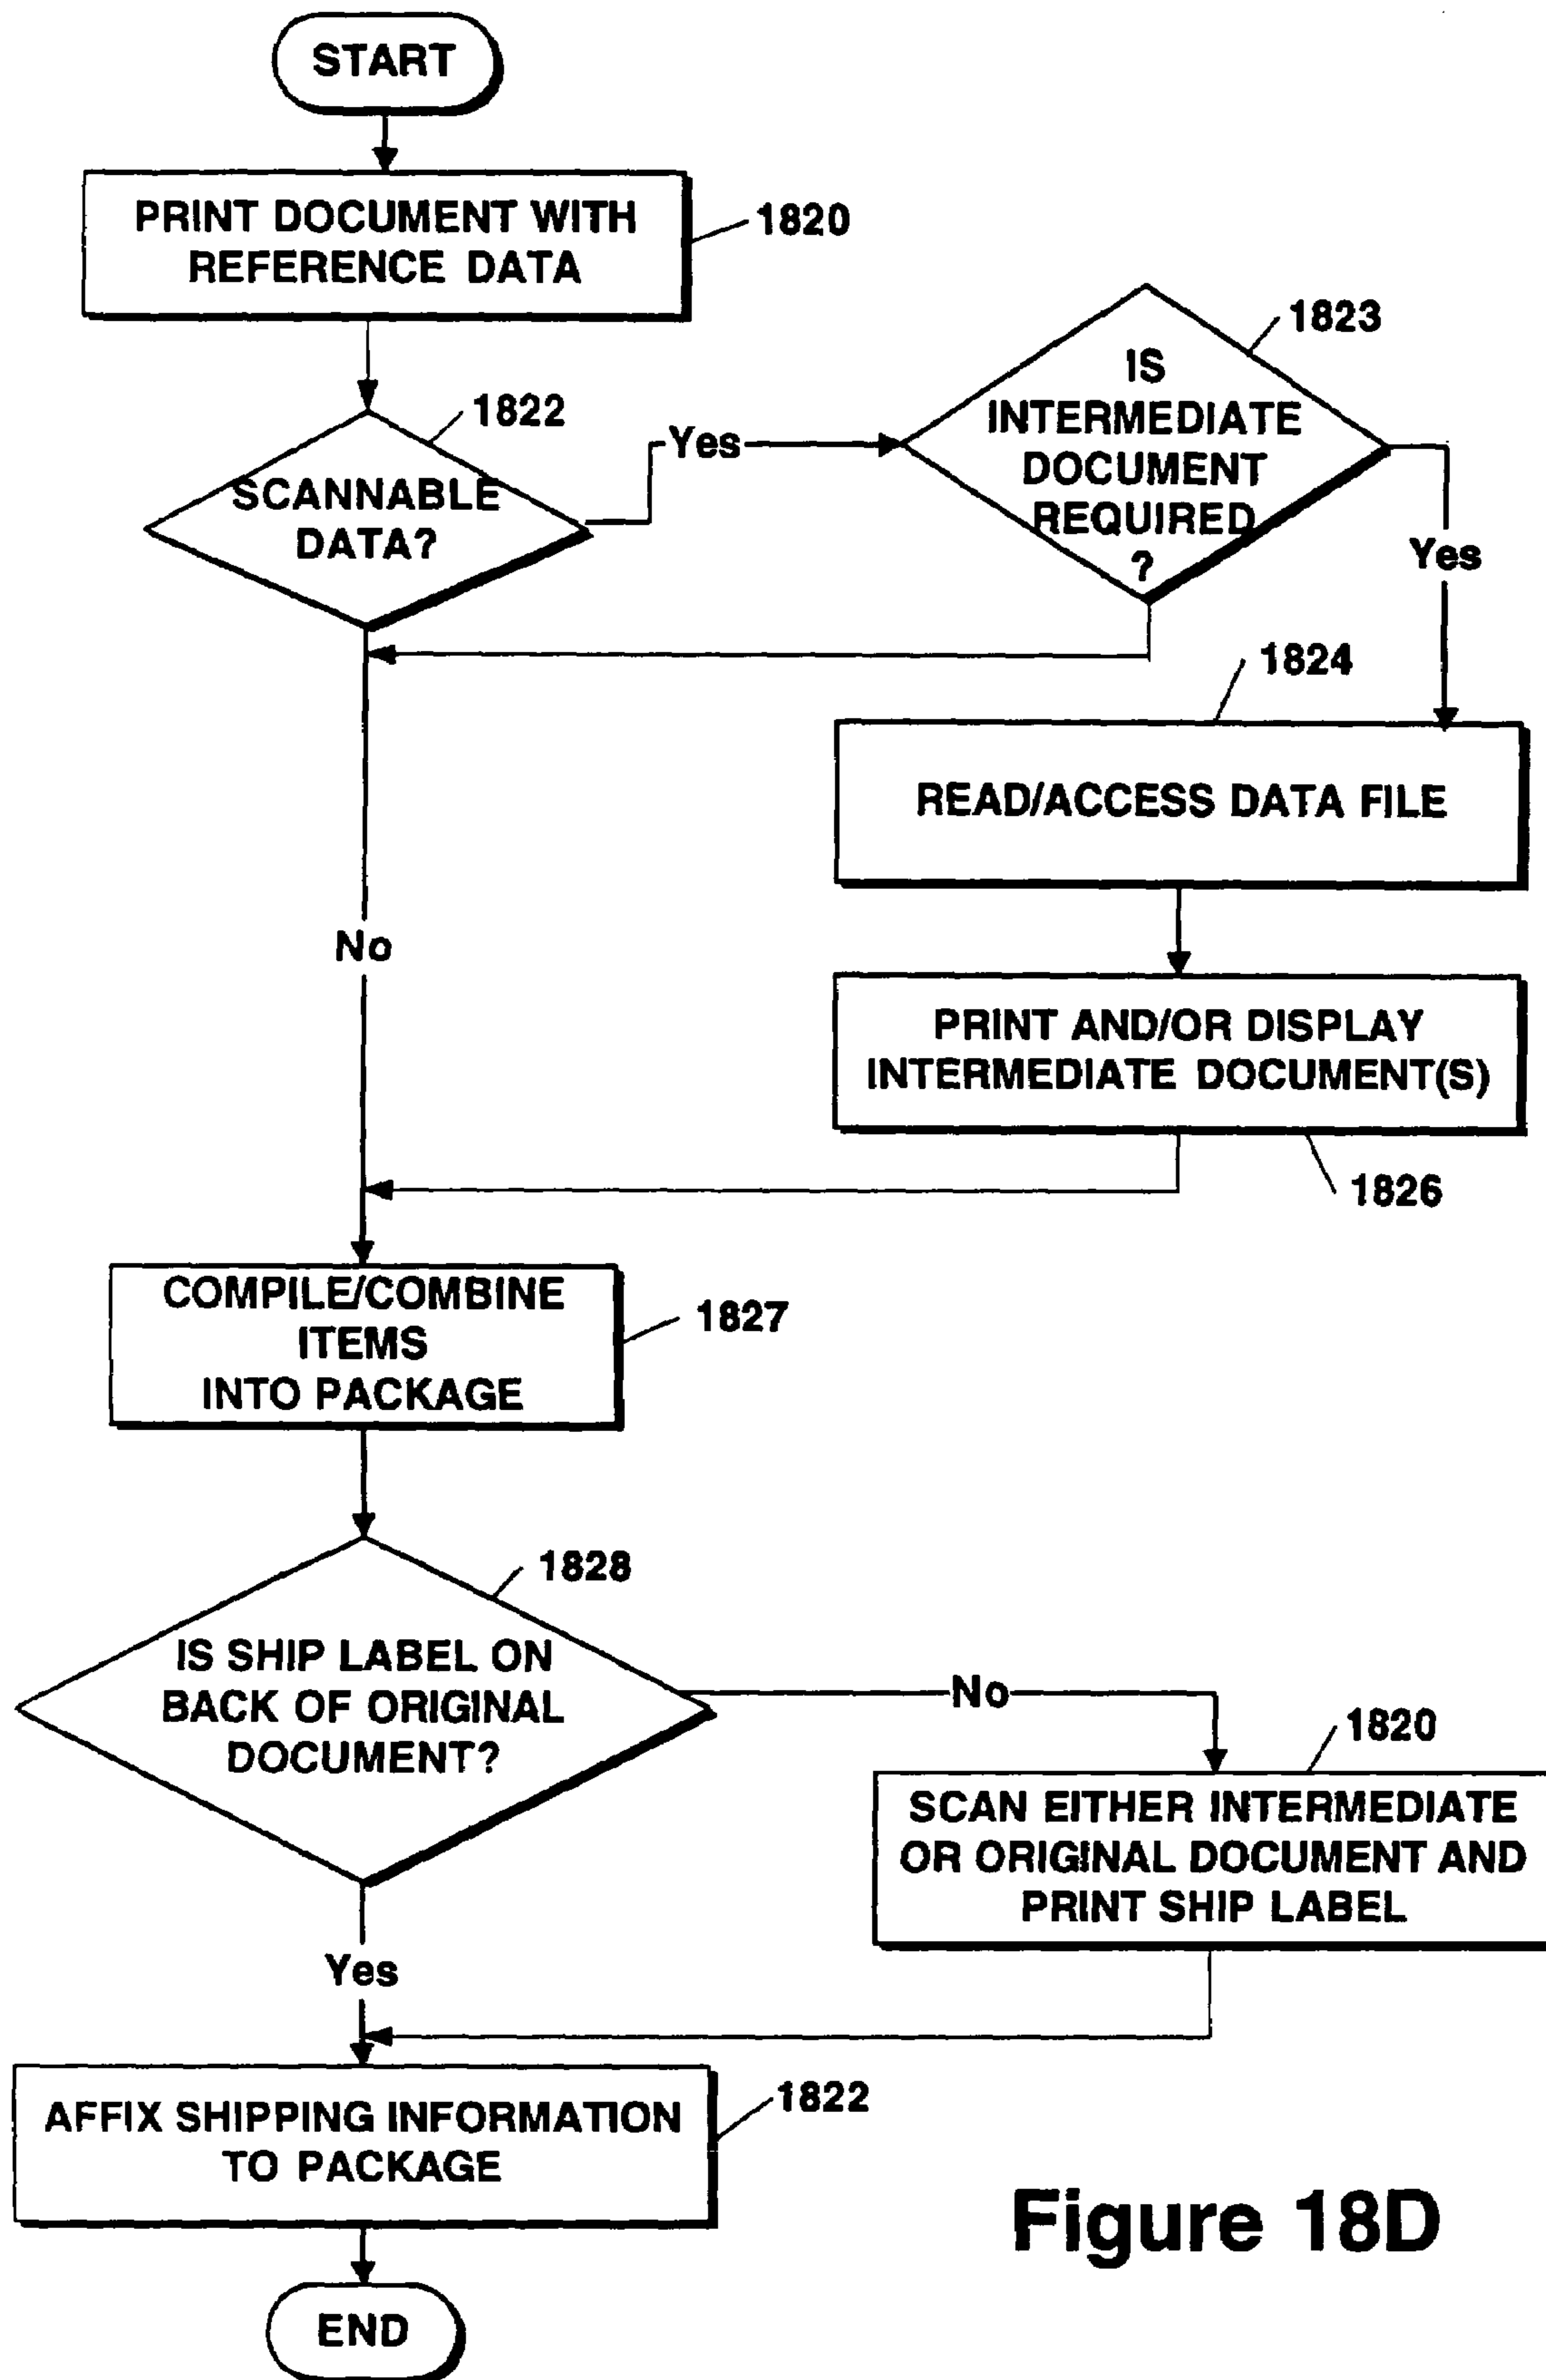 START
PRINT DOCUMENT WITH
REFERENCE DATA
1820
1823
IS
INTERMEDIATE
DOCUMENT
REQUIRED
?
1822
SCANNABLE
DATA?
Yes
Yes
1824
READ/ACCESS DATA FILE
No
PRINT AND/OR DISPLAY
INTERMEDIATE DOCUMENT(S)
1826
COMPILE/COMBINE
ITEMS
INTO PACKAGE
1827
1828
IS SHIP LABEL ON
BACK OF ORIGINAL
DOCUMENT?
No
1820
SCAN EITHER INTERMEDIATE
OR ORIGINAL DOCUMENT AND
PRINT SHIP LABEL
Yes
AFFIX SHIPPING INFORMATION
TO PACKAGE
1822
Figure 18D
END